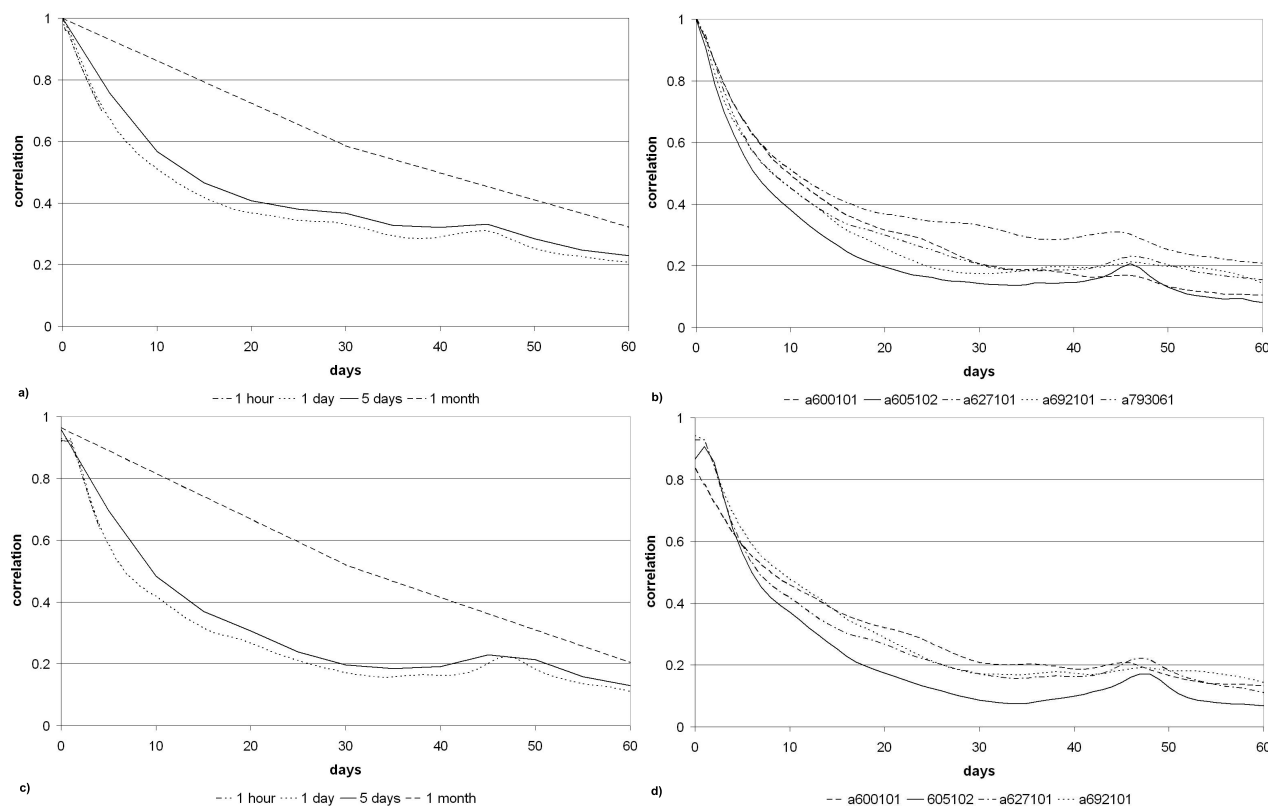 1
0.8
0.6
0.4
0.2
0
correlation
0 10 20 30 40 50 60
days
a)
1 hour 1 day 5 days 1 month
1
0.8
0.6
0.4
0.2
0
correlation
0 10 20 30 40 50 60
days
b)
a600101 a605102 a627101 a692101 a793061
1
0.8
0.6
0.4
0.2
0
correlation
0 10 20 30 40 50 60
days
c)
1 hour 1 day 5 days 1 month
1
0.8
0.6
0.4
0.2
0
correlation
0 10 20 30 40 50 60
days
d)
a600101 605102 a627101 a692101